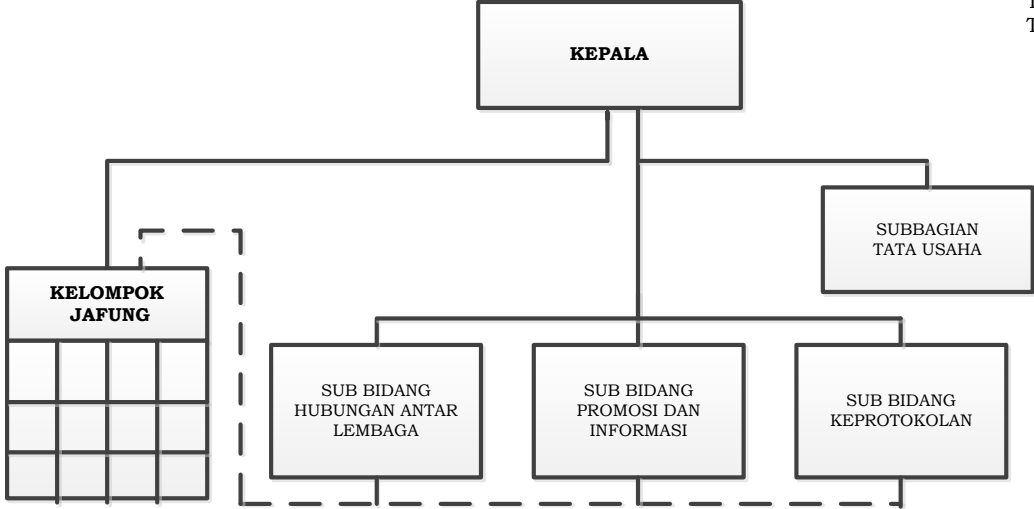 KEPALA
SUBBAGIAN
TATA USAHA
KELOMPOK
JAFUNG
SUB BIDANG
HUBUNGAN ANTAR
LEMBAGA
SUB BIDANG
PROMOSI DAN
INFORMASI
SUB BIDANG
KEPROTOKOLAN